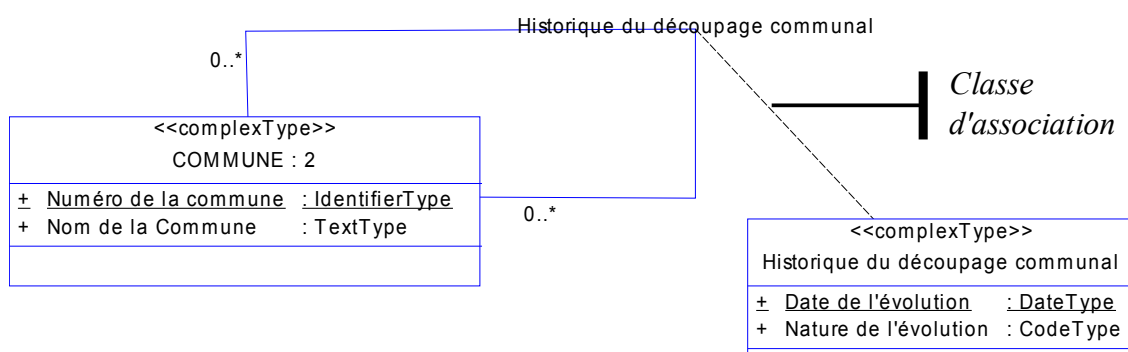 Historique du découpage communal
0..*
Classe
d'association
<<complexType>>
COMMUNE : 2
+ Numéro de la commune : IdentifierType
+ Nom de la Commune : TextType
0..*
<<complexType>>
Historique du découpage communal
+ Date de l'évolution : DateType
+ Nature de l'évolution : CodeType